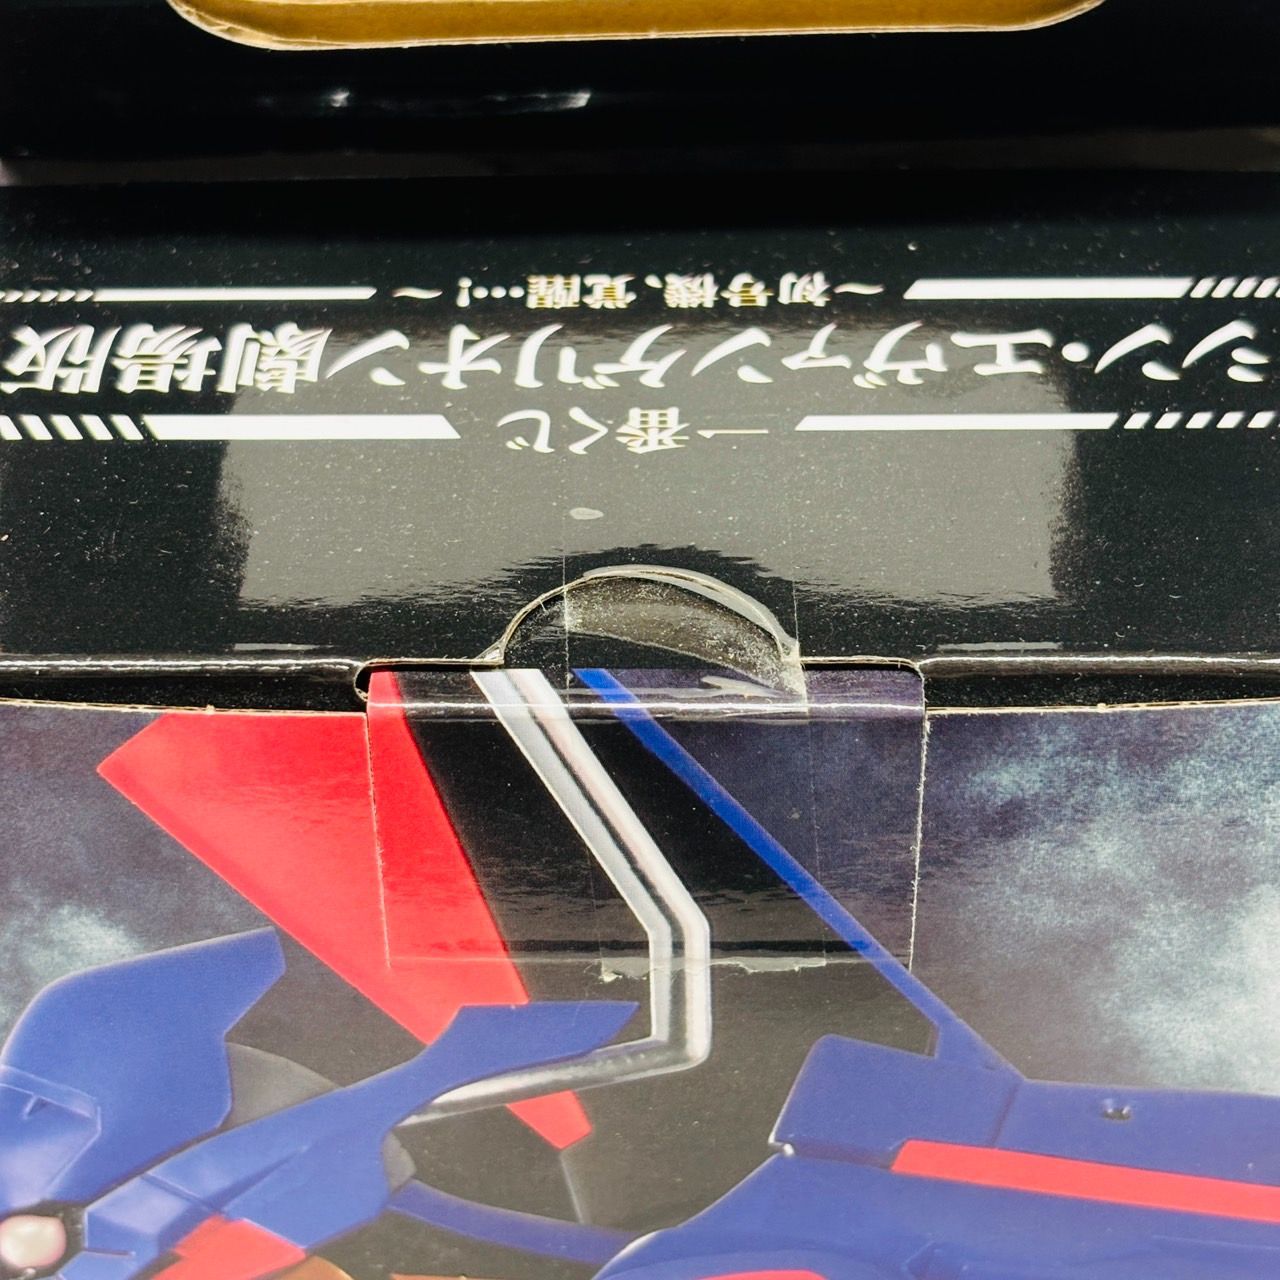 一番くじ
シン・エヴァンゲリオン劇場版
～初号機、覚醒…!～